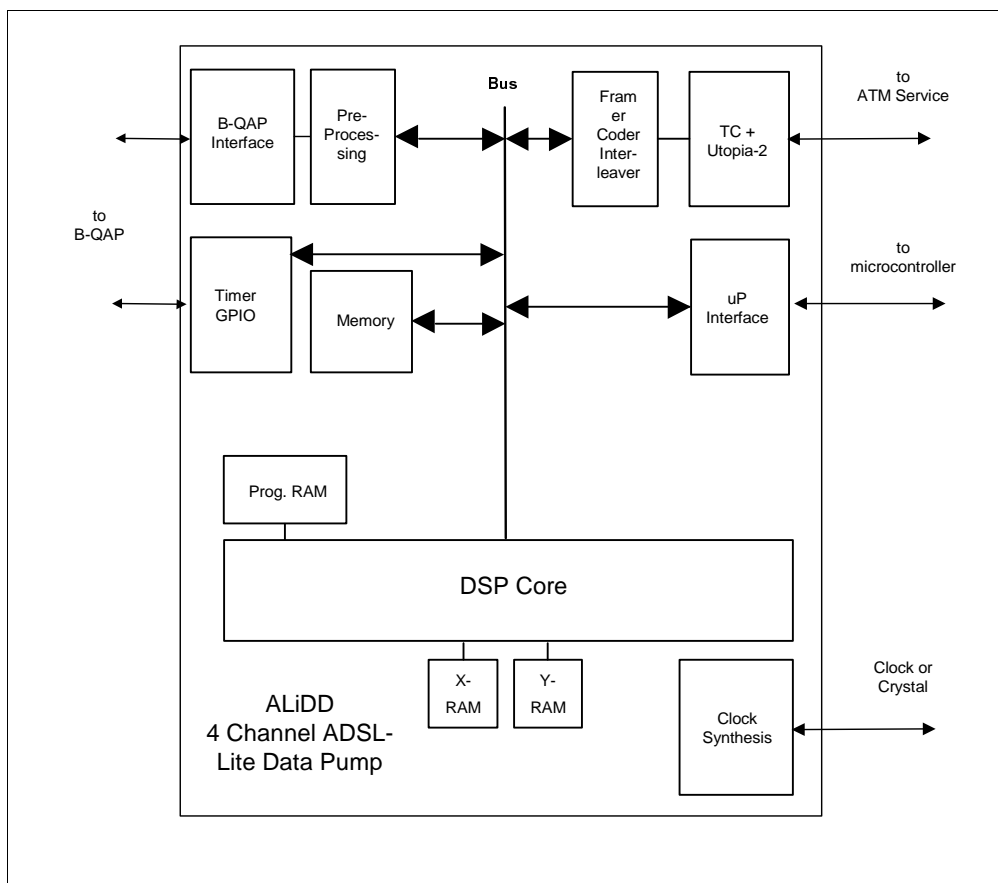 Bus
to
ATM Service
B-QAP
Interface
Pre-
Proces-
sing
Fram
er
Coder
Inter-
leaver
TC +
Utopia-2
to
B-QAP
to
microcontroller
Timer
GPIO
Memory
uP
Interface
Prog. RAM
DSP Core
X-
RAM
Y-
RAM
Clock or
Crystal
ALiDD
4 Channel ADSL-
Lite Data Pump
Clock
Synthesis